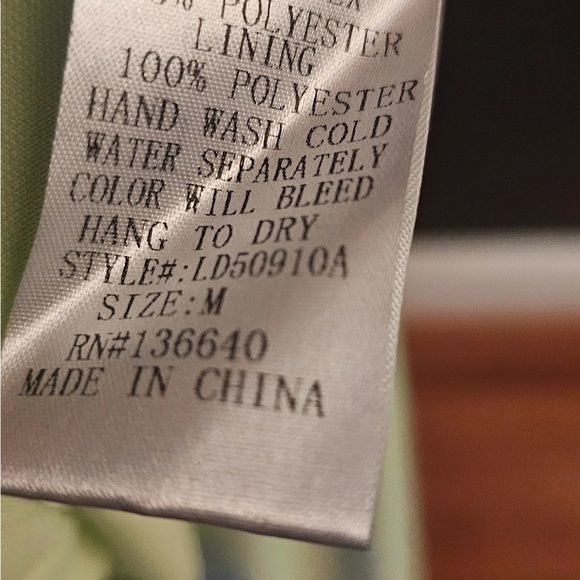 POLYESTER
LINING
100% POLYESTER
HAND WASH COLD
WATER SEPARATELY
COLOR WILL BLEED
HANG TO DRY
STYLE#:LD50910A
SIZE:M
RN#136640
MADE IN CHINA